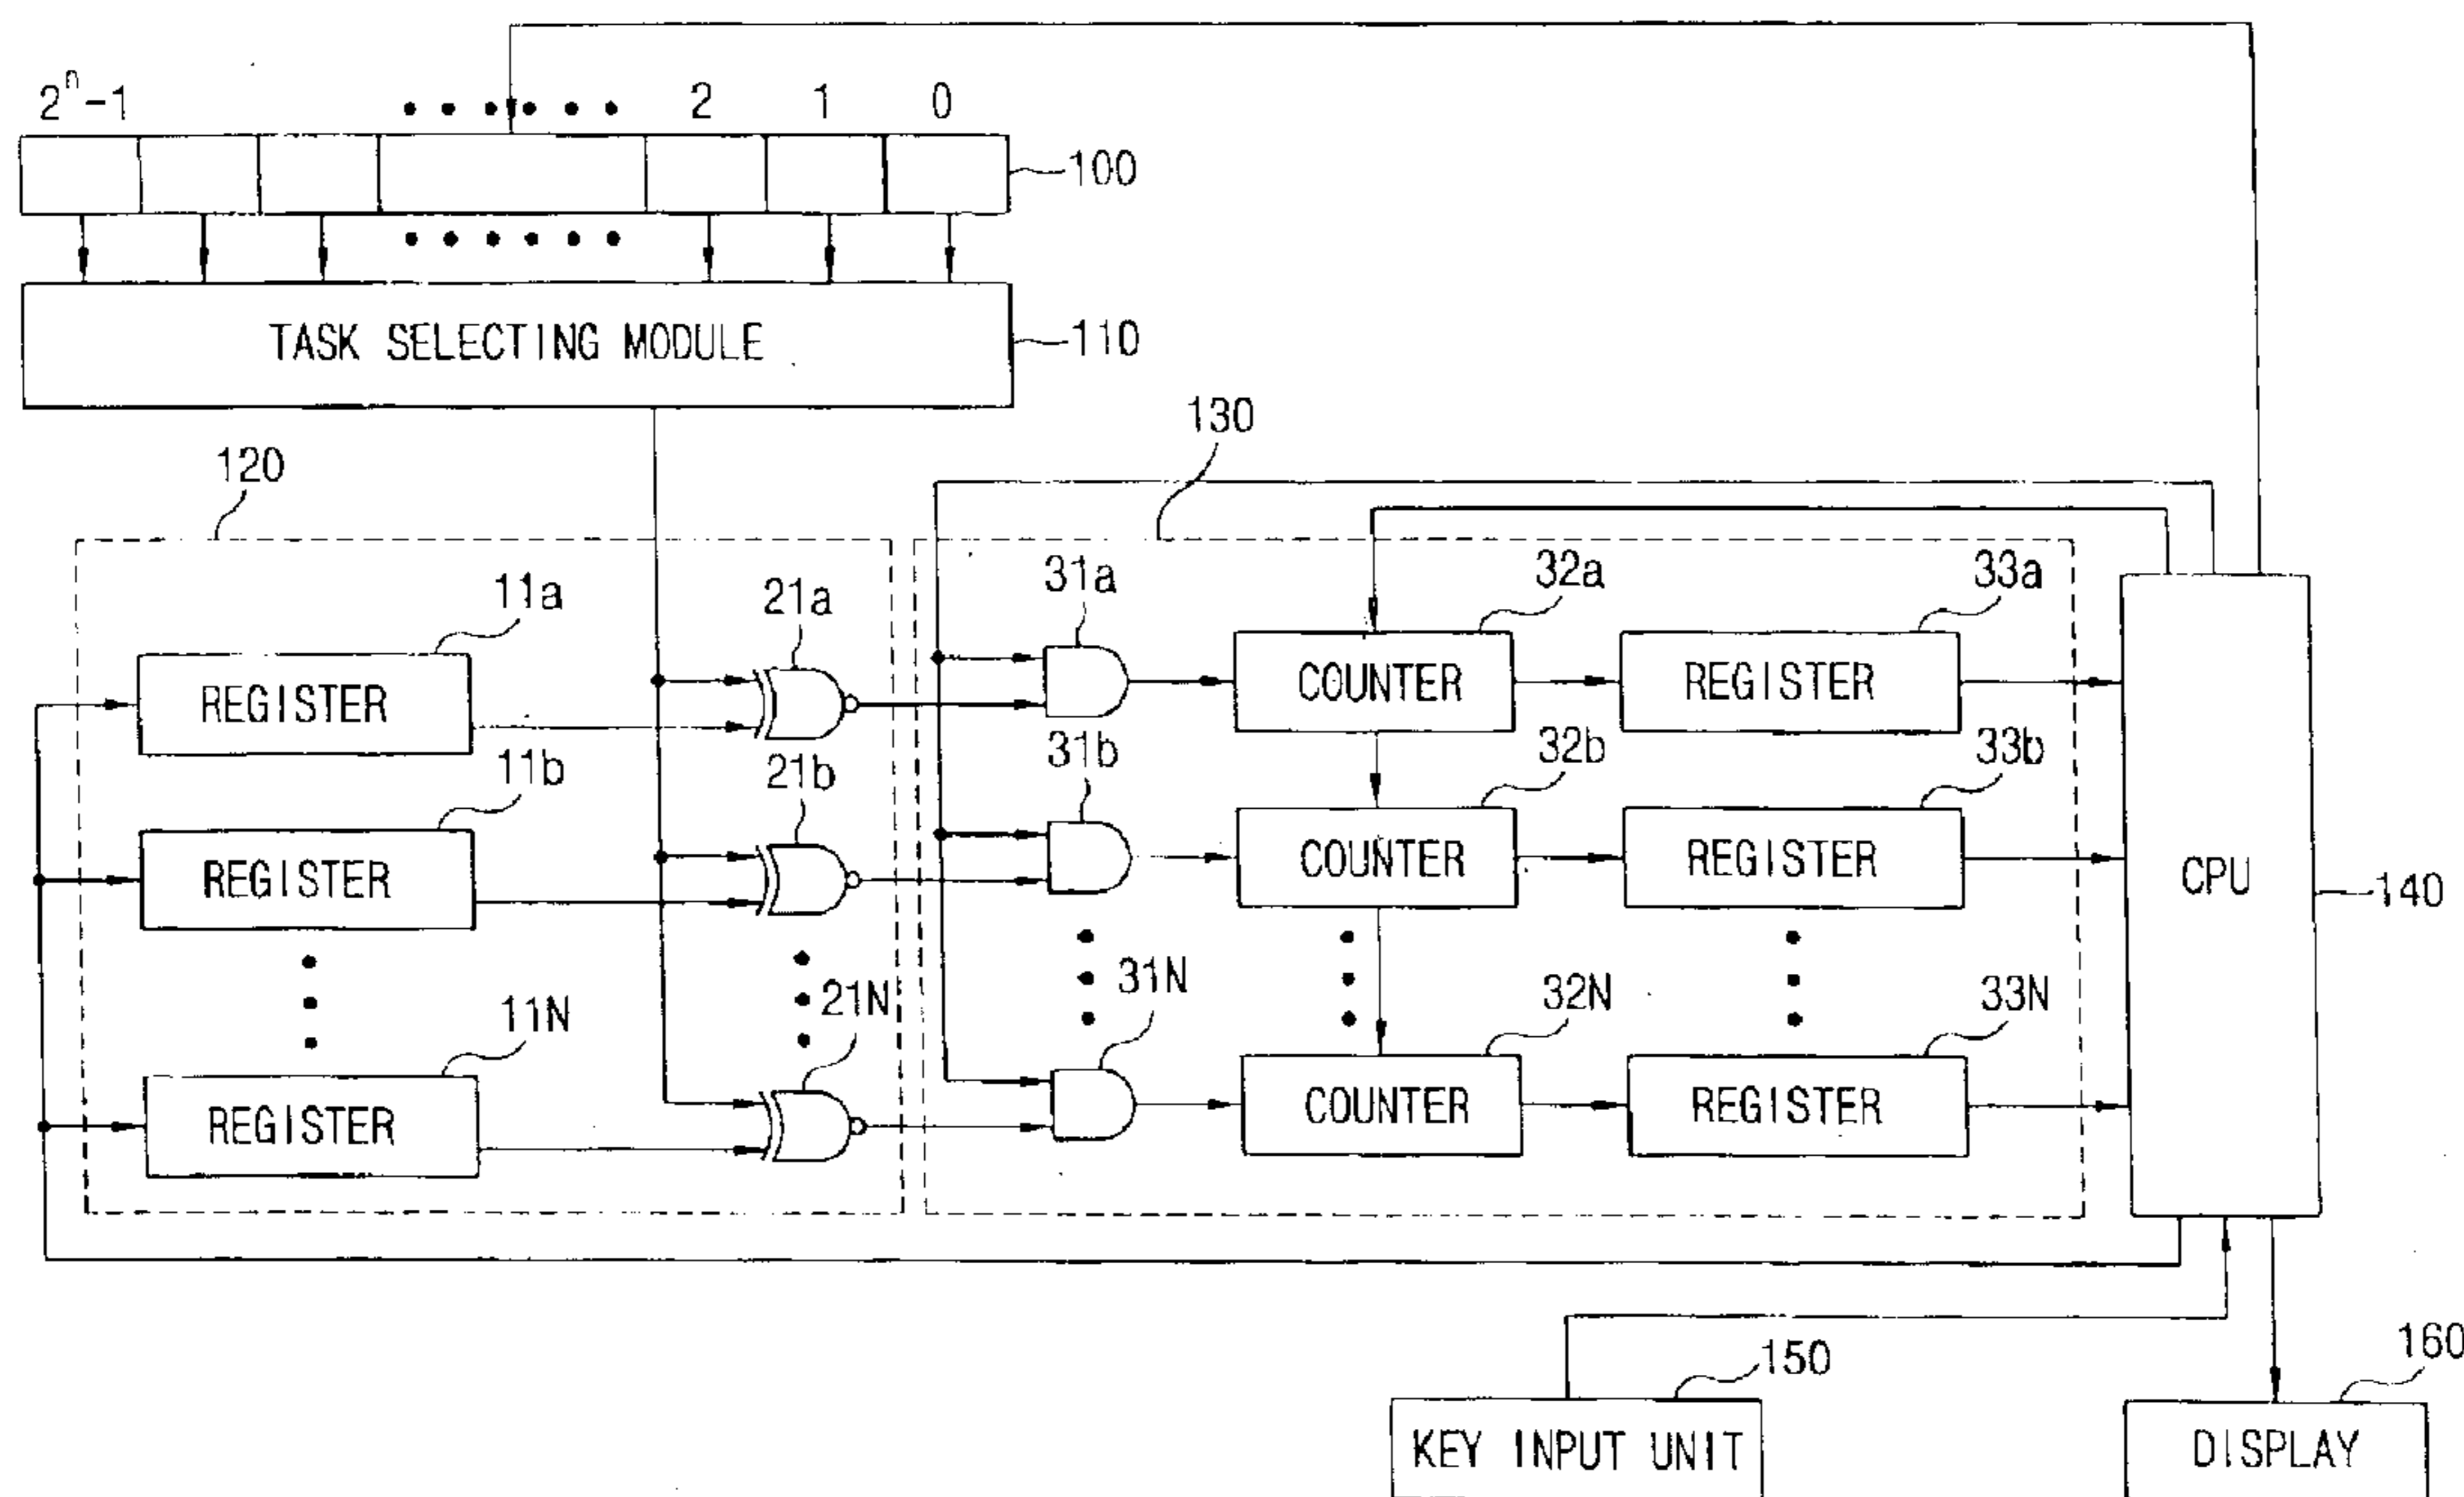 2ⁿ-1 2 1 0
100
TASK SELECTING MODULE
110
120
130
11a
21a
31a
32a
33a
REGISTER
COUNTER
REGISTER
11b
21b
31b
32b
33b
REGISTER
COUNTER
REGISTER
CPU
140
11N
21N
31N
32N
33N
REGISTER
COUNTER
REGISTER
150
160
KEY INPUT UNIT
DISPLAY